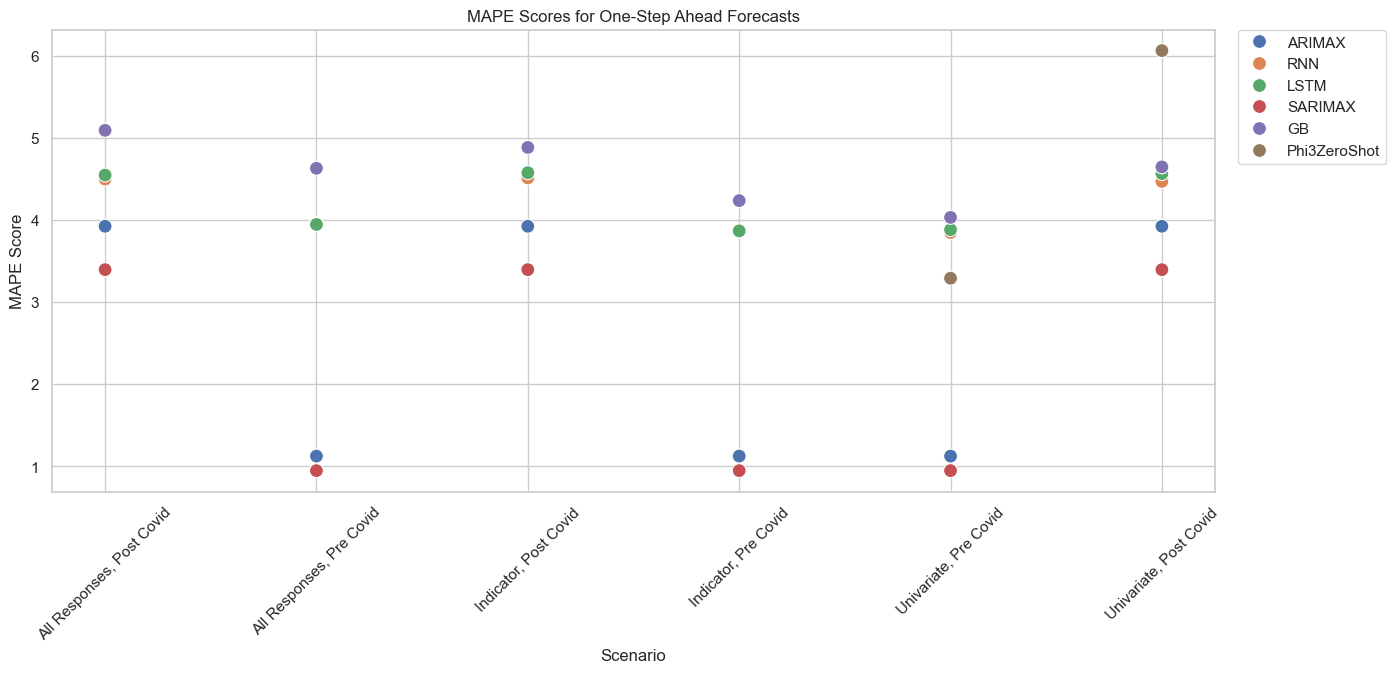 MAPE Scores for One-Step Ahead Forecasts
MAPE Score
6
5
4
3
2
1
All Responses, Post Covid
All Responses, Pre Covid
Indicator, Post Covid
Indicator, Pre Covid
Univariate, Pre Covid
Univariate, Post Covid
Scenario
ARIMAX
RNN
LSTM
SARIMAX
GB
Phi3ZeroShot